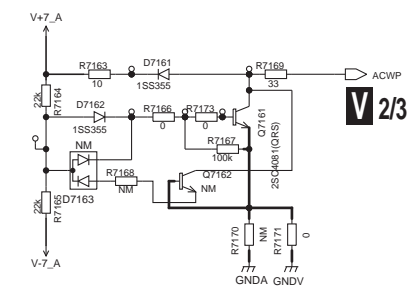 V+7_A
R7163
10
D7161
1SS355
R7169
33
ACWP
V 2/3
22k
R7164
D7162
1SS355
R7166
0
R7173
0
Q7161
2SC4081(QRS)
R7167
100k
NM
D7163
R7168
NM
Q7162
NM
22k
R7165
R7170
NM
R7171
0
V-7_A
GNDA
GNDV